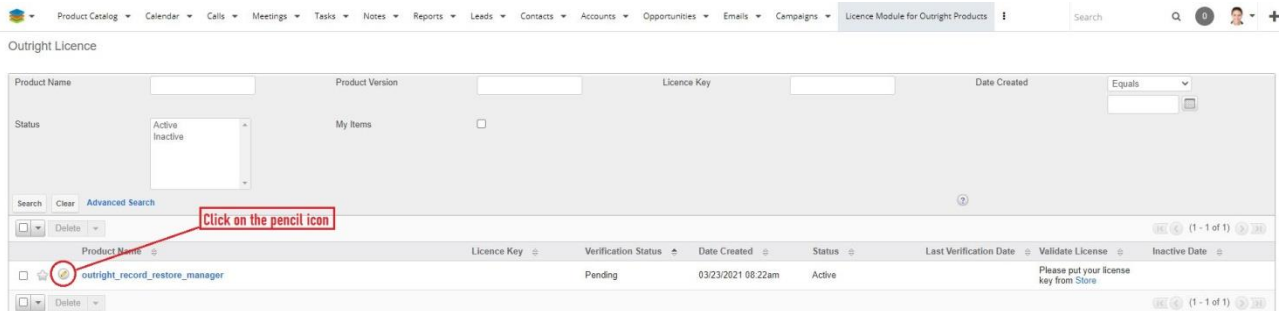 Product Catalog Calendar Calls Meetings Tasks Notes Reports Leads Contacts Accounts Opportunities Emails Campaigns Licence Module for Outright Products Search 0
Outright Licence
Product Name Product Version Licence Key Date Created Equals
Status Active My Items
Inactive
Search Clear Advanced Search ?
Click on the pencil icon
Delete (1 - 1 of 1)
Product Name Licence Key Verification Status Date Created Status Last Verification Date Validate License Inactive Date
outright_record_restore_manager Pending 03/23/2021 08:22am Active Please put your license
key from Store
Delete (1 - 1 of 1)